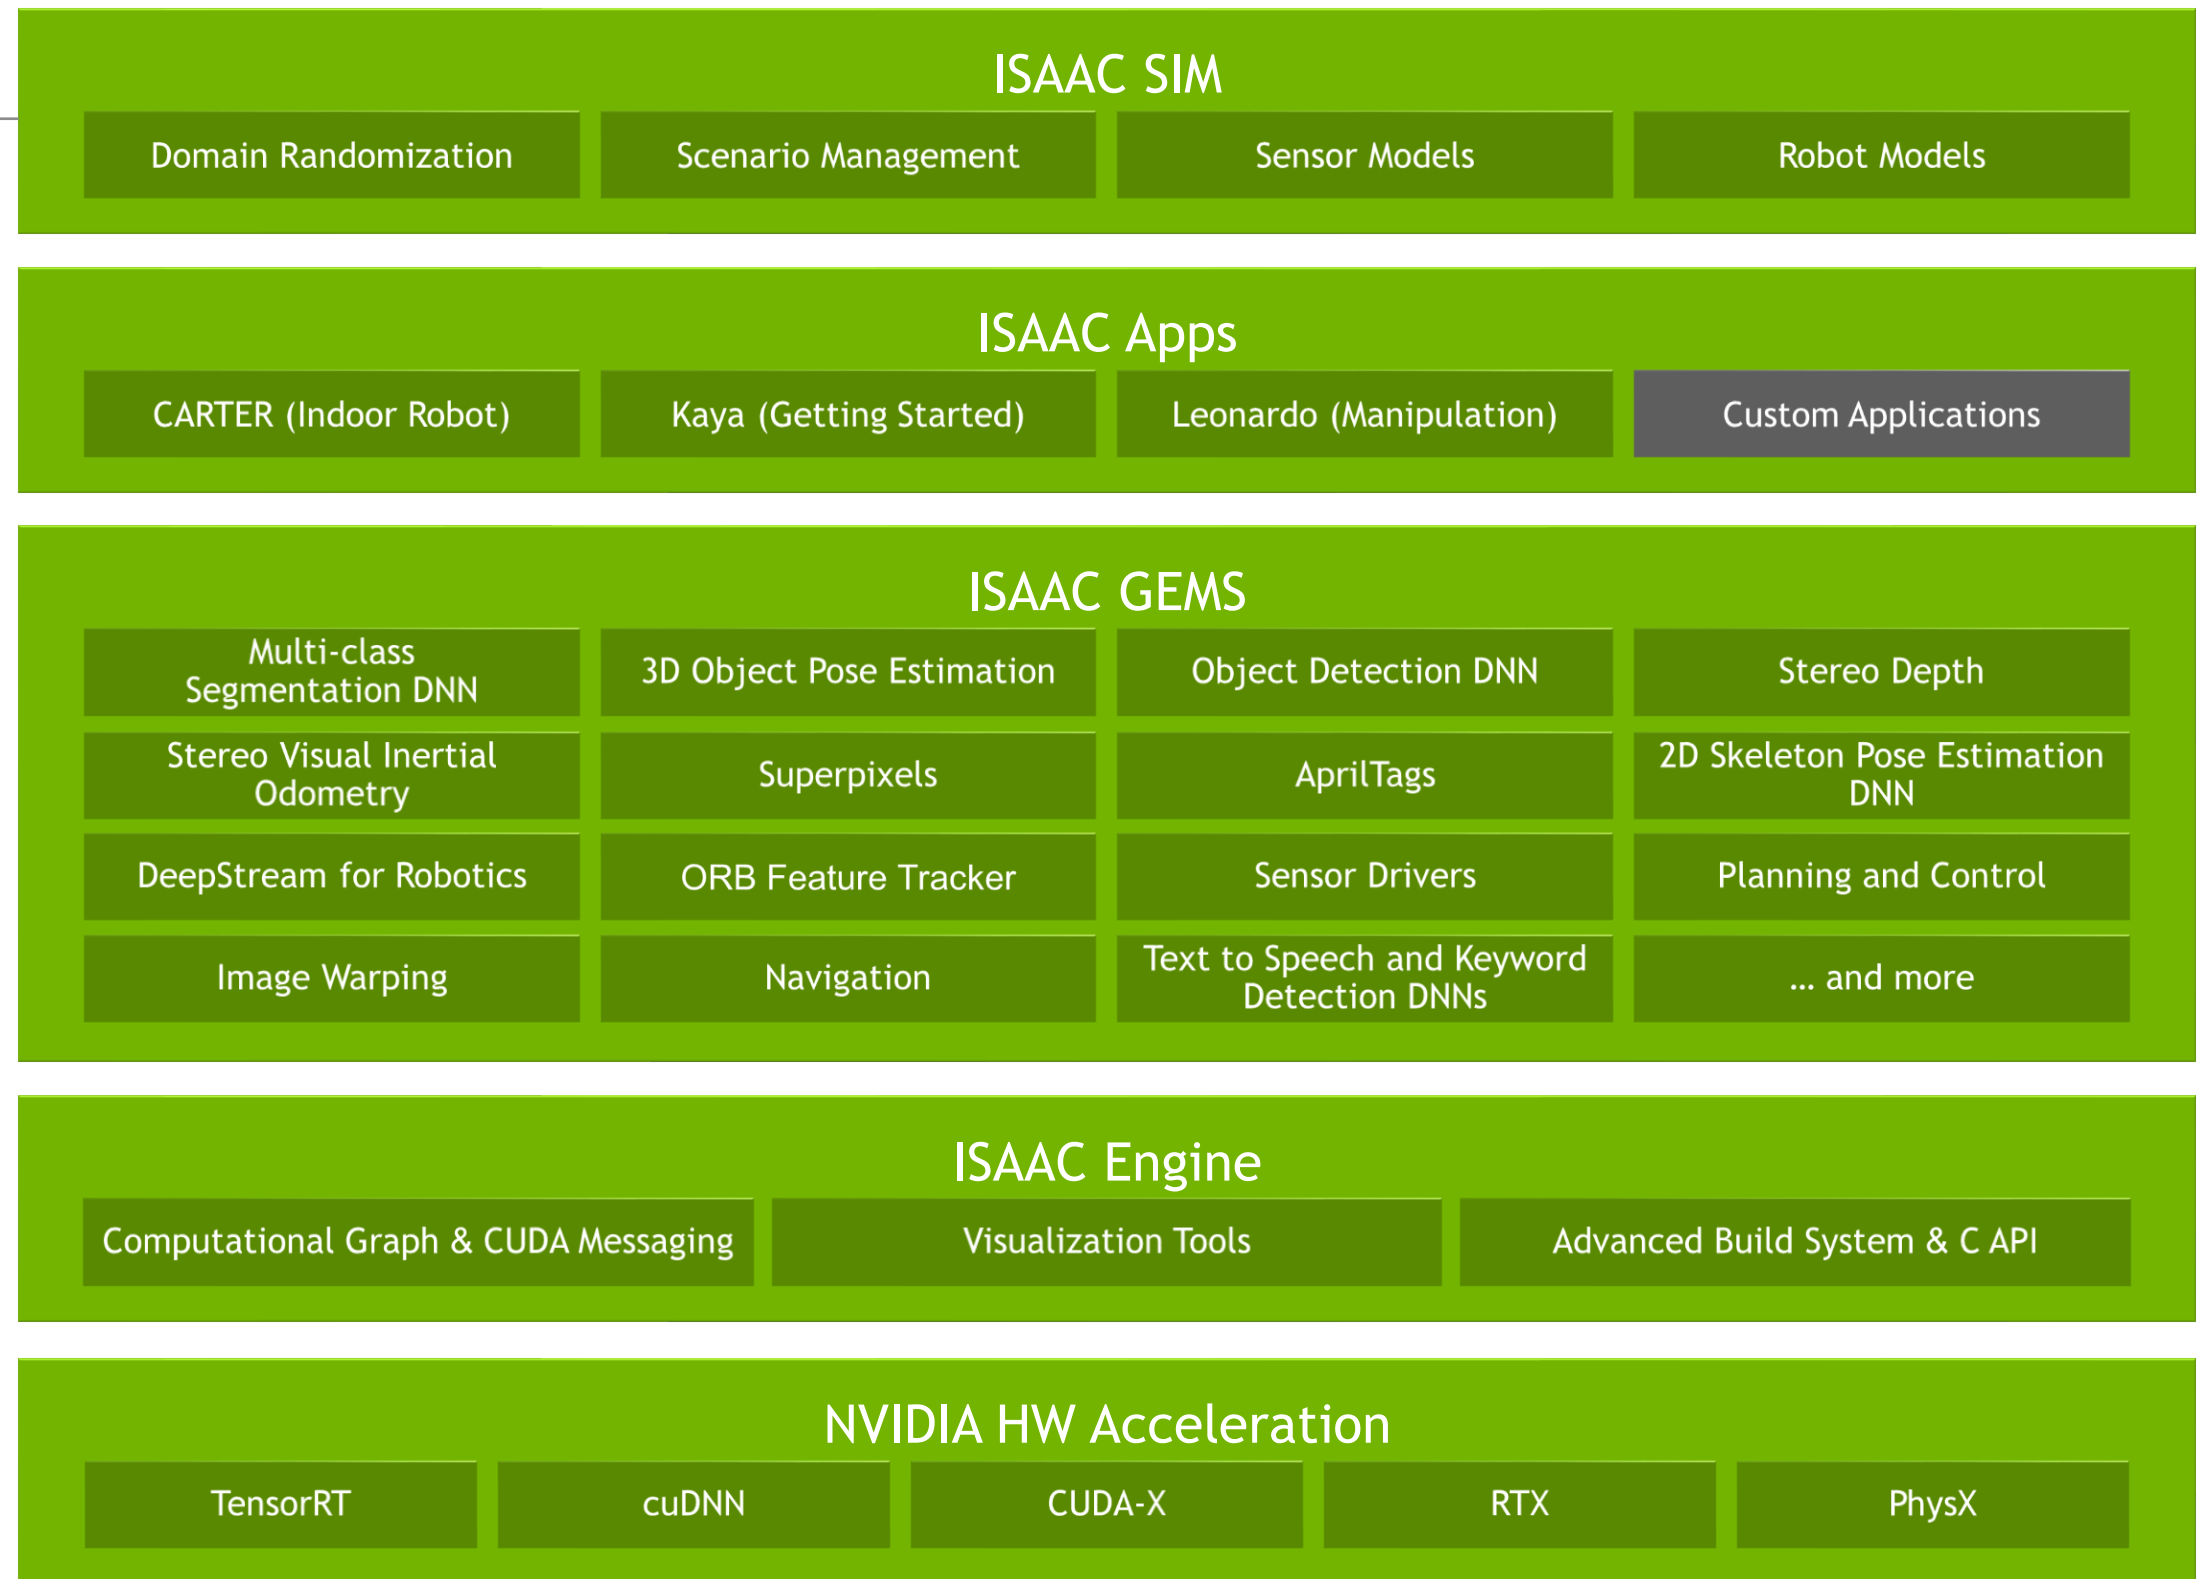 ISAAC SIM
Domain Randomization
Scenario Management
Sensor Models
Robot Models
ISAAC Apps
CARTER (Indoor Robot)
Kaya (Getting Started)
Leonardo (Manipulation)
Custom Applications
ISAAC GEMS
Multi-class
Segmentation DNN
3D Object Pose Estimation
Object Detection DNN
Stereo Depth
Stereo Visual Inertial
Odometry
Superpixels
AprilTags
2D Skeleton Pose Estimation
DNN
DeepStream for Robotics
ORB Feature Tracker
Sensor Drivers
Planning and Control
Image Warping
Navigation
Text to Speech and Keyword
Detection DNNs
… and more
ISAAC Engine
Computational Graph & CUDA Messaging
Visualization Tools
Advanced Build System & C API
NVIDIA HW Acceleration
TensorRT
cuDNN
CUDA-X
RTX
PhysX